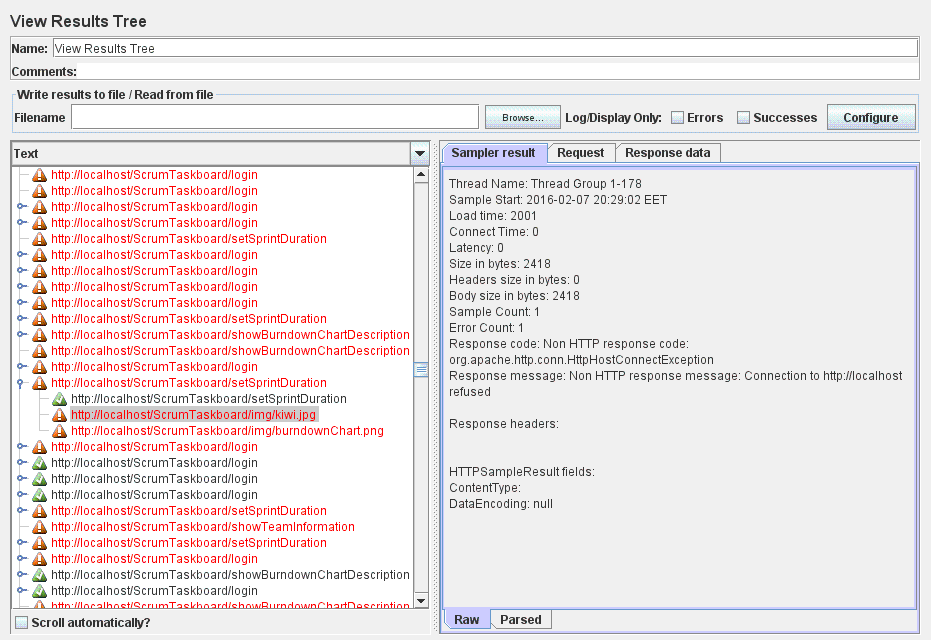 View Results Tree
Name: View Results Tree
Comments:
Write results to file / Read from file
Filename Browse... Log/Display Only: Errors Successes Configure
Text
http://localhost/ScrumTaskboard/login
http://localhost/ScrumTaskboard/login
http://localhost/ScrumTaskboard/login
http://localhost/ScrumTaskboard/login
http://localhost/ScrumTaskboard/setSprintDuration
http://localhost/ScrumTaskboard/login
http://localhost/ScrumTaskboard/login
http://localhost/ScrumTaskboard/login
http://localhost/ScrumTaskboard/login
http://localhost/ScrumTaskboard/setSprintDuration
http://localhost/ScrumTaskboard/showBurndownChartDescription
http://localhost/ScrumTaskboard/showBurndownChartDescription
http://localhost/ScrumTaskboard/login
http://localhost/ScrumTaskboard/setSprintDuration
http://localhost/ScrumTaskboard/setSprintDuration
http://localhost/ScrumTaskboard/img/kiwi.jpg
http://localhost/ScrumTaskboard/img/burndownChart.png
http://localhost/ScrumTaskboard/login
http://localhost/ScrumTaskboard/login
http://localhost/ScrumTaskboard/login
http://localhost/ScrumTaskboard/login
http://localhost/ScrumTaskboard/setSprintDuration
http://localhost/ScrumTaskboard/showTeamInformation
http://localhost/ScrumTaskboard/setSprintDuration
http://localhost/ScrumTaskboard/login
http://localhost/ScrumTaskboard/showBurndownChartDescription
http://localhost/ScrumTaskboard/login
http://localhost/ScrumTaskboard/showBurndownChartDescription
Scroll automatically?
Sampler result Request Response data
Thread Name: Thread Group 1-178
Sample Start: 2016-02-07 20:29:02 EET
Load time: 2001
Connect Time: 0
Latency: 0
Size in bytes: 2418
Headers size in bytes: 0
Body size in bytes: 2418
Sample Count: 1
Error Count: 1
Response code: Non HTTP response code:
org.apache.http.conn.HttpHostConnectException
Response message: Non HTTP response message: Connection to http://localhost
refused
Response headers:
HTTPSampleResult fields:
ContentType:
DataEncoding: null
Raw Parsed